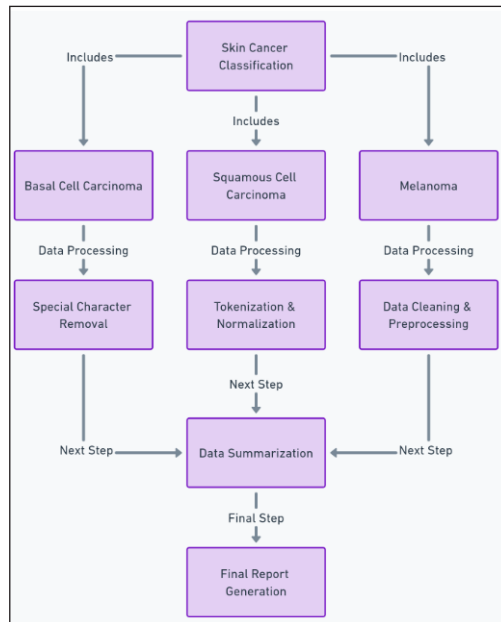 Skin Cancer
Classification
Includes
Includes
Includes
Basal Cell Carcinoma
Squamous Cell
Carcinoma
Melanoma
Data Processing
Data Processing
Data Processing
Special Character
Removal
Tokenization &
Normalization
Data Cleaning &
Preprocessing
Next Step
Next Step
Data Summarization
Next Step
Final Step
Final Report
Generation